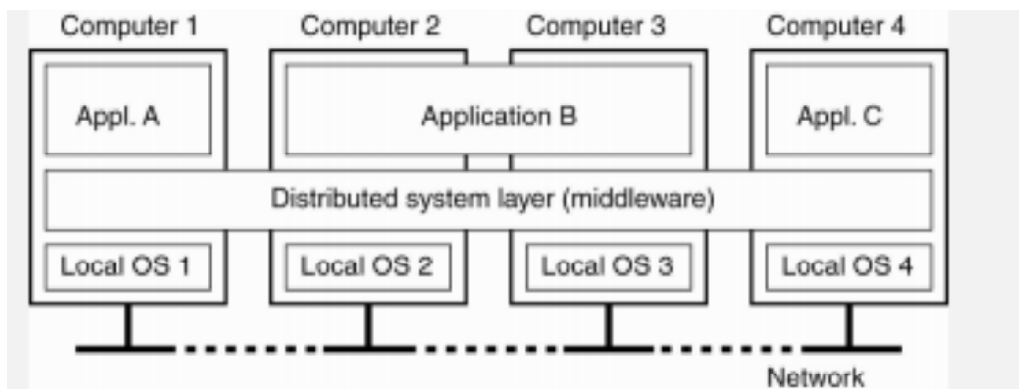 Computer 1 Computer 2 Computer 3 Computer 4
Appl. A Application B Appl. C
Distributed system layer (middleware)
Local OS 1 Local OS 2 Local OS 3 Local OS 4
Network